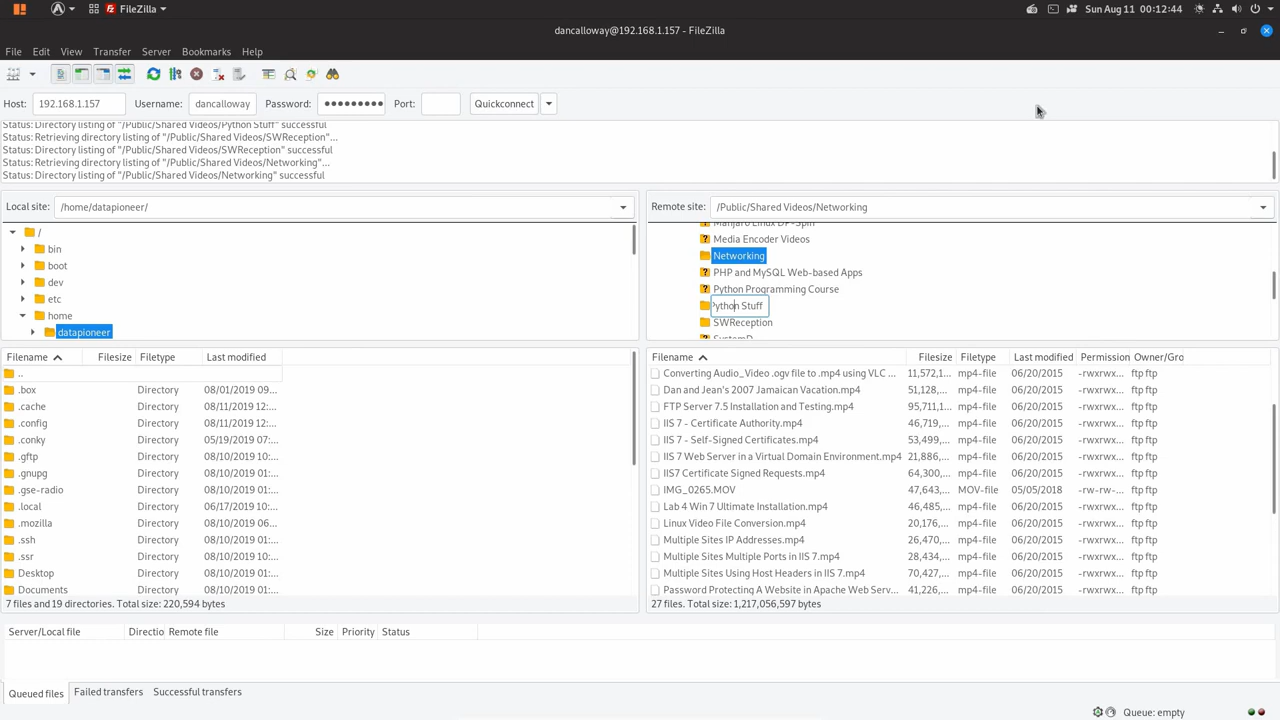 FileZilla
Sun Aug 11 00:12:44
dancalloway@192.168.1.157 - FileZilla
File Edit View Transfer Server Bookmarks Help
Host: 192.168.1.157 Username: dancalloway Password: ●●●●●●●●● Port: Quickconnect
Status: Directory listing of "/Public/Shared Videos/Python Stuff" successful
Status: Retrieving directory listing of "/Public/Shared Videos/SWReception"...
Status: Directory listing of "/Public/Shared Videos/SWReception" successful
Status: Retrieving directory listing of "/Public/Shared Videos/Networking"...
Status: Directory listing of "/Public/Shared Videos/Networking" successful
Local site: /home/datapioneer/
/
bin
boot
dev
etc
home
datapioneer
Remote site: /Public/Shared Videos/Networking
Manjaro Linux DP-Spin
Media Encoder Videos
Networking
PHP and MySQL Web-based Apps
Python Programming Course
Python Stuff
SWReception
SystemD
Filename Filesize Filetype Last modified
..
.box Directory 08/01/2019 09...
.cache Directory 08/11/2019 12:...
.config Directory 08/11/2019 12:...
.conky Directory 05/19/2019 07:...
.gftp Directory 08/10/2019 10:...
.gnupg Directory 08/10/2019 01:...
.gse-radio Directory 08/10/2019 01:...
.local Directory 06/17/2019 10:...
.mozilla Directory 08/10/2019 06...
.ssh Directory 08/10/2019 01:...
.ssr Directory 08/10/2019 10:...
Desktop Directory 08/10/2019 01:...
Documents Directory 08/10/2019 01:...
7 files and 19 directories. Total size: 220,594 bytes
Filename Filesize Filetype Last modified Permission Owner/Gro
Converting Audio_Video .ogv file to .mp4 using VLC ... 11,572,1... mp4-file 06/20/2015 -rwxrwx... ftp ftp
Dan and Jean's 2007 Jamaican Vacation.mp4 51,128,... mp4-file 06/20/2015 -rwxrwx... ftp ftp
FTP Server 7.5 Installation and Testing.mp4 95,711,1... mp4-file 06/20/2015 -rwxrwx... ftp ftp
IIS 7 - Certificate Authority.mp4 46,719,... mp4-file 06/20/2015 -rwxrwx... ftp ftp
IIS 7 - Self-Signed Certificates.mp4 53,499,... mp4-file 06/20/2015 -rwxrwx... ftp ftp
IIS 7 Web Server in a Virtual Domain Environment.mp4 21,886,... mp4-file 06/20/2015 -rwxrwx... ftp ftp
IIS7 Certificate Signed Requests.mp4 64,300,... mp4-file 06/20/2015 -rwxrwx... ftp ftp
IMG_0265.MOV 47,643,... MOV-file 05/05/2018 -rw-rw-... ftp ftp
Lab 4 Win 7 Ultimate Installation.mp4 46,485,... mp4-file 06/20/2015 -rwxrwx... ftp ftp
Linux Video File Conversion.mp4 20,176,... mp4-file 06/20/2015 -rwxrwx... ftp ftp
Multiple Sites IP Addresses.mp4 26,470,... mp4-file 06/20/2015 -rwxrwx... ftp ftp
Multiple Sites Multiple Ports in IIS 7.mp4 28,434,... mp4-file 06/20/2015 -rwxrwx... ftp ftp
Multiple Sites Using Host Headers in IIS 7.mp4 70,427,... mp4-file 06/20/2015 -rwxrwx... ftp ftp
Password Protecting A Website in Apache Web Serv... 41,226,... mp4-file 06/20/2015 -rwxrwx... ftp ftp
27 files. Total size: 1,217,056,597 bytes
Server/Local file Directio Remote file Size Priority Status
Queued files Failed transfers Successful transfers
Queue: empty